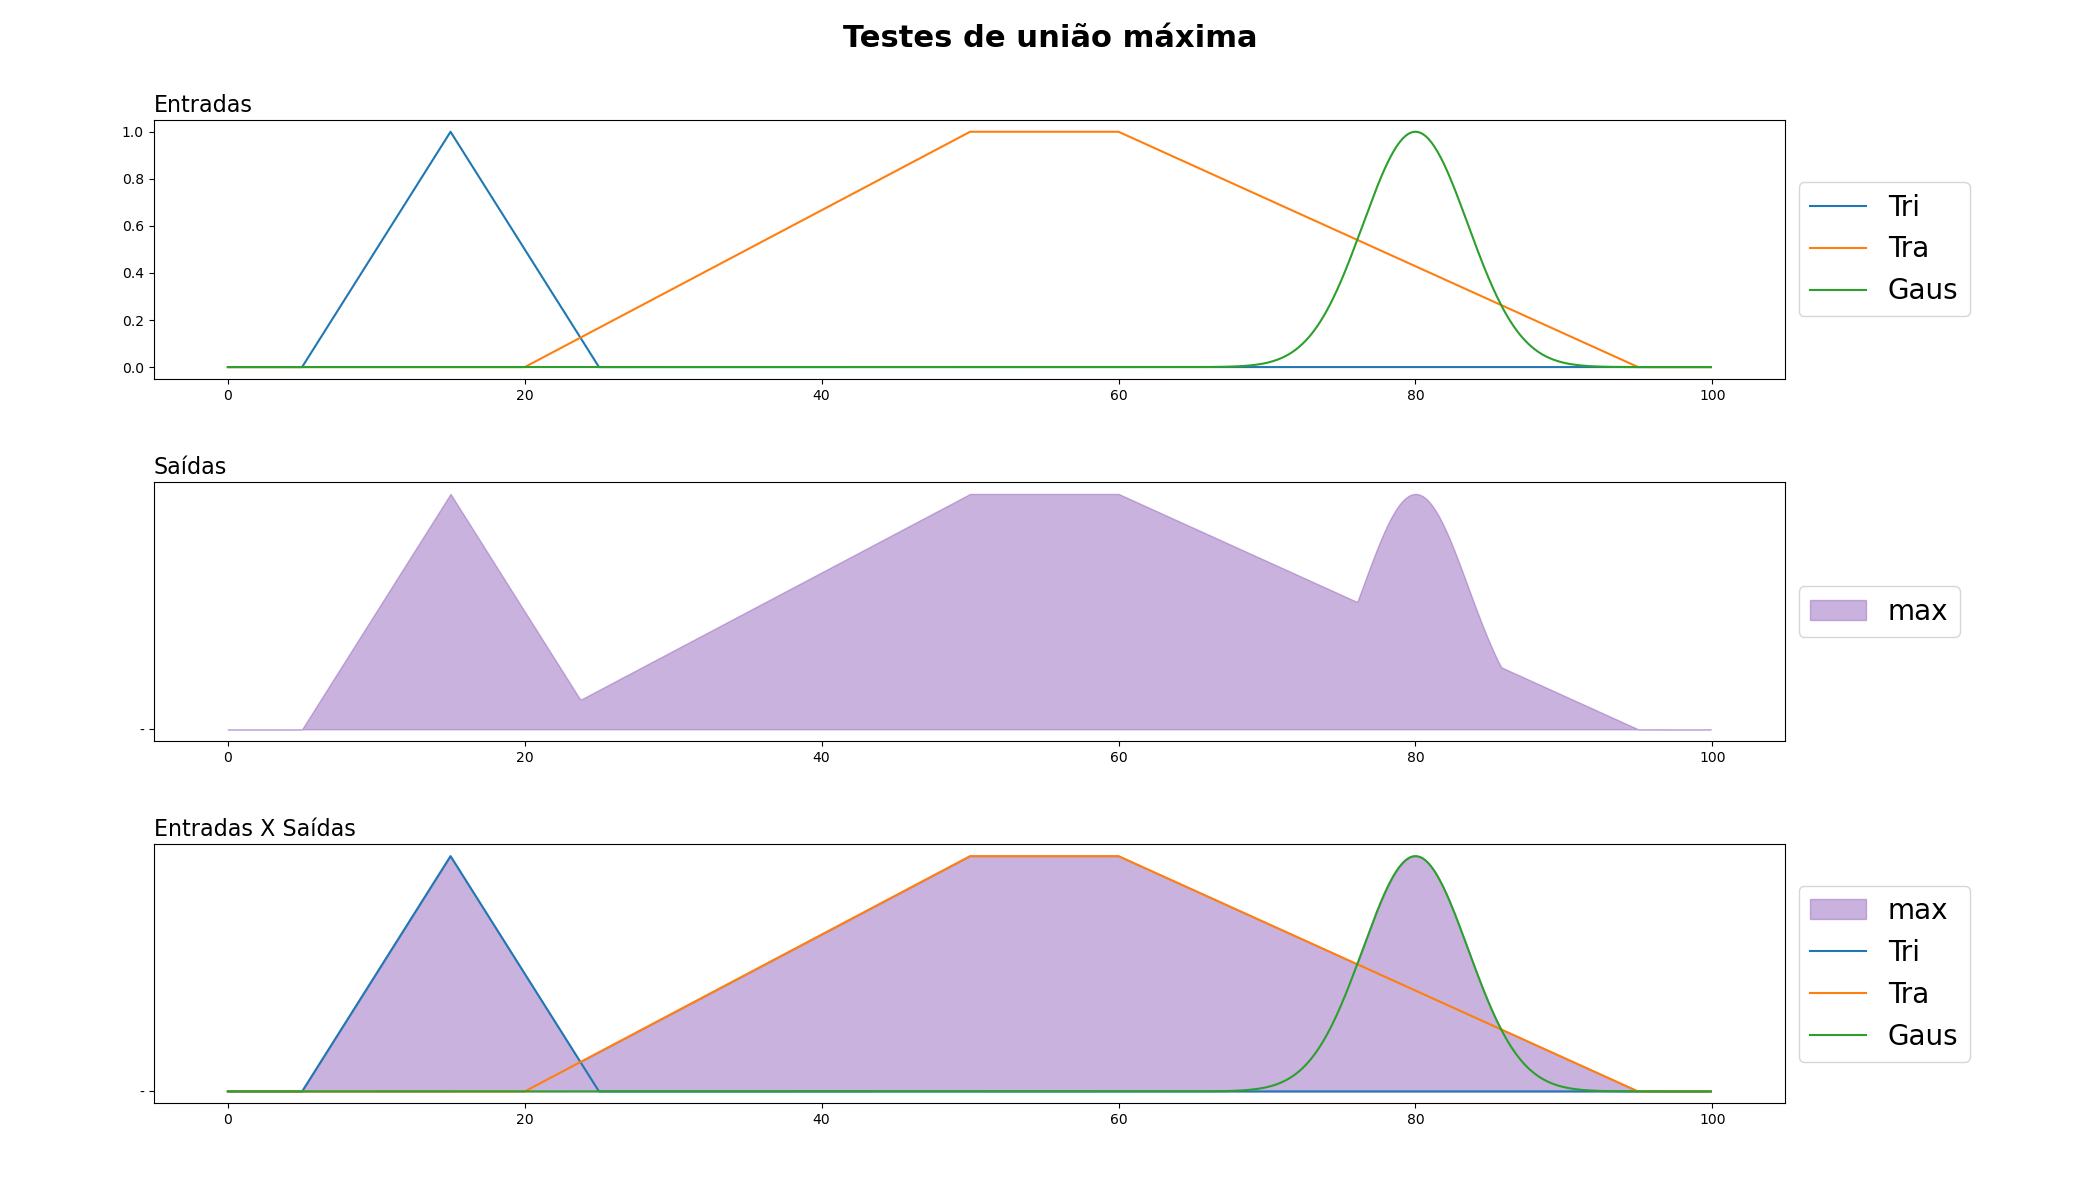 Testes de união máxima
Entradas
1.0
0.8
0.6
0.4
0.2
0.0
0 20 40 60 80 100
Tri
Tra
Gaus
Saídas
-
0 20 40 60 80 100
max
Entradas X Saídas
-
0 20 40 60 80 100
max
Tri
Tra
Gaus